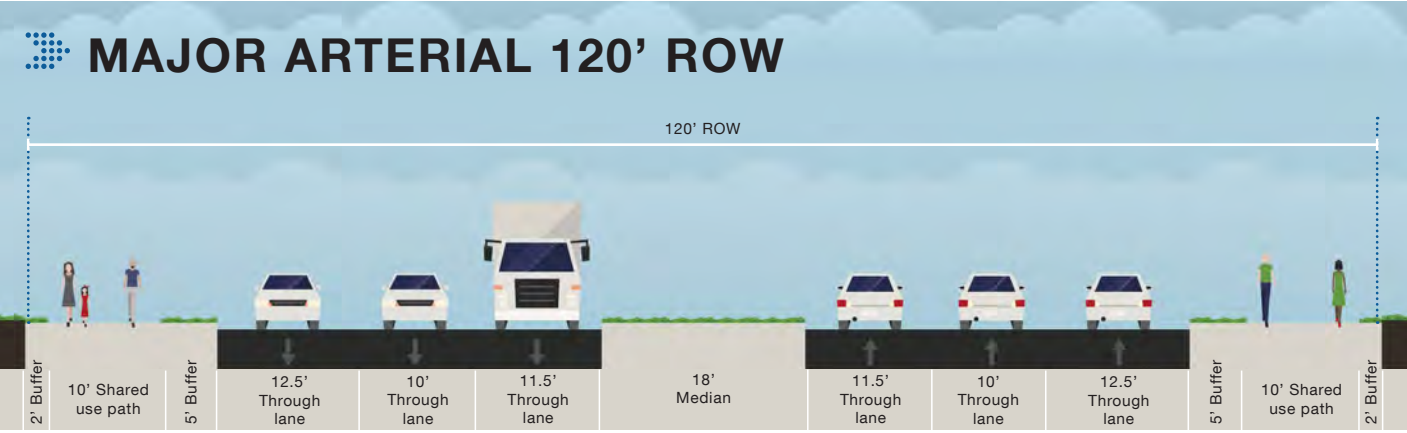 MAJOR ARTERIAL 120’ ROW
120’ ROW
2’ Buffer
10’ Shared
use path
5’ Buffer
12.5’
Through
lane
10’
Through
lane
11.5’
Through
lane
18’
Median
11.5’
Through
lane
10’
Through
lane
12.5’
Through
lane
5’ Buffer
10’ Shared
use path
2’ Buffer